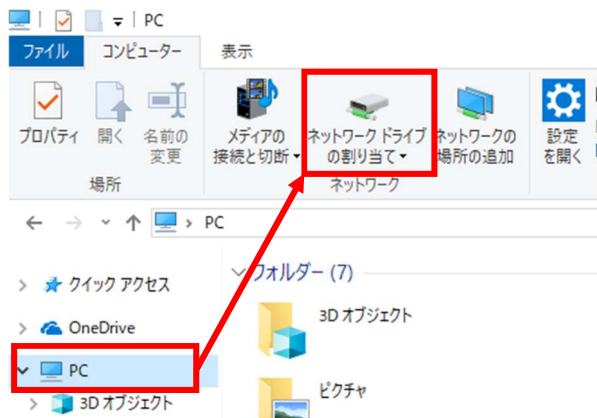 PC
ファイル
コンピューター
表示
プロパティ
開く
名前の
変更
メディアの
接続と切断
ネットワーク ドライブ
の割り当て
ネットワークの
場所の追加
設定
を開く
場所
ネットワーク
PC
クイック アクセス
OneDrive
PC
3D オブジェクト
フォルダー (7)
3D オブジェクト
ピクチャ